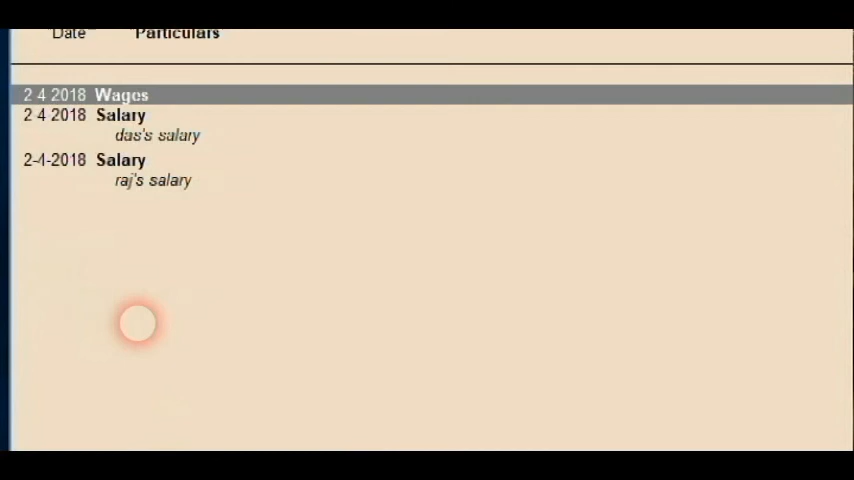 Date Particulars
2 4 2018 Wages
2 4 2018 Salary
das's salary
2-4-2018 Salary
raj's salary